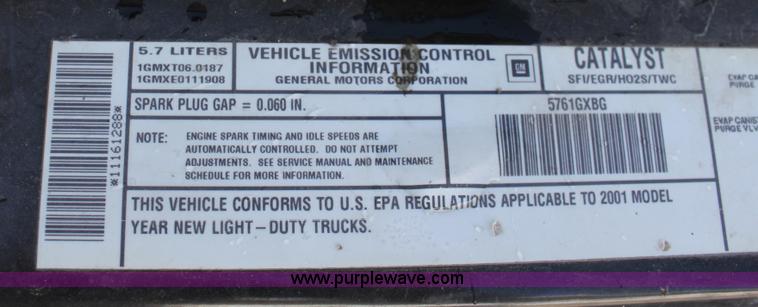 *11161288*
5.7 LITERS
1GMXT06.0187
1GMXE0111908
VEHICLE EMISSION CONTROL
INFORMATION
GENERAL MOTORS CORPORATION
GM
CATALYST
SFI/EGR/HO2S/TWC
SPARK PLUG GAP = 0.060 IN.
5761GXBG
NOTE: ENGINE SPARK TIMING AND IDLE SPEEDS ARE
AUTOMATICALLY CONTROLLED. DO NOT ATTEMPT
ADJUSTMENTS. SEE SERVICE MANUAL AND MAINTENANCE
SCHEDULE FOR MORE INFORMATION.
THIS VEHICLE CONFORMS TO U.S. EPA REGULATIONS APPLICABLE TO 2001 MODEL
YEAR NEW LIGHT-DUTY TRUCKS.
EVAP CA
PURGE
EVAP CANIS
PURGE VLV
www.purplewave.com